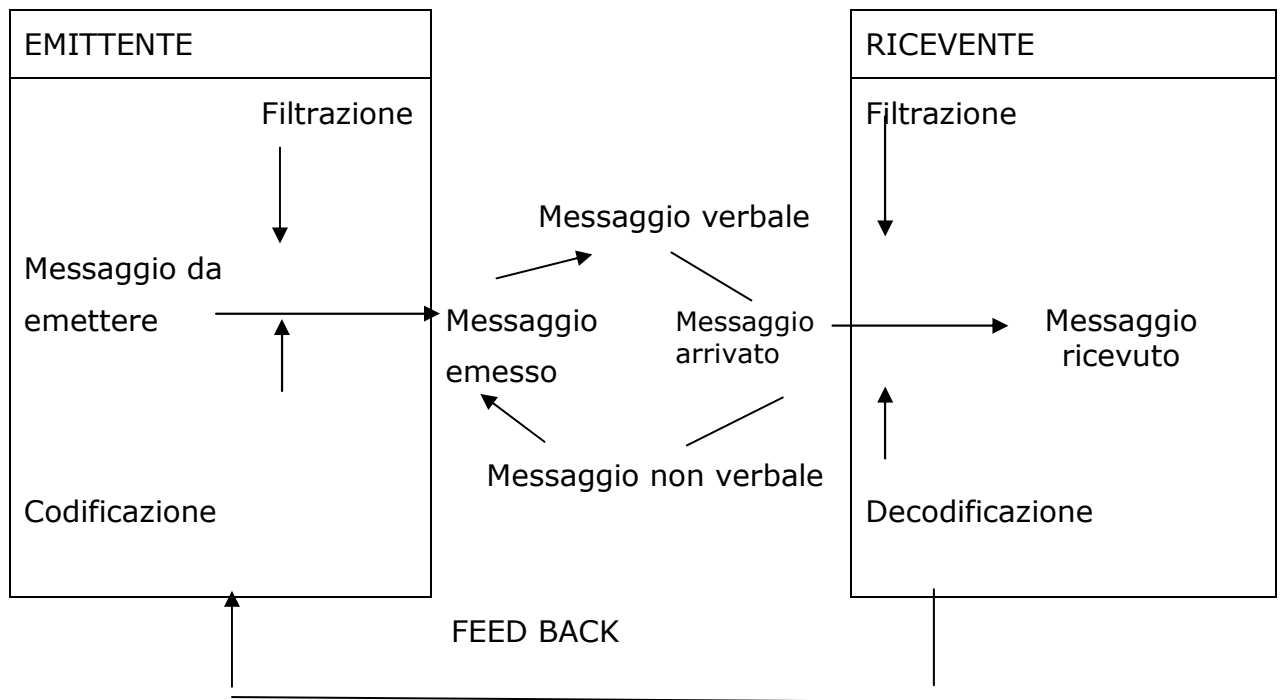 EMITTENTE
RICEVENTE
Filtrazione
Filtrazione
Messaggio verbale
Messaggio da
emettere
Messaggio
emesso
Messaggio
arrivato
Messaggio
ricevuto
Messaggio non verbale
Codificazione
Decodificazione
FEED BACK